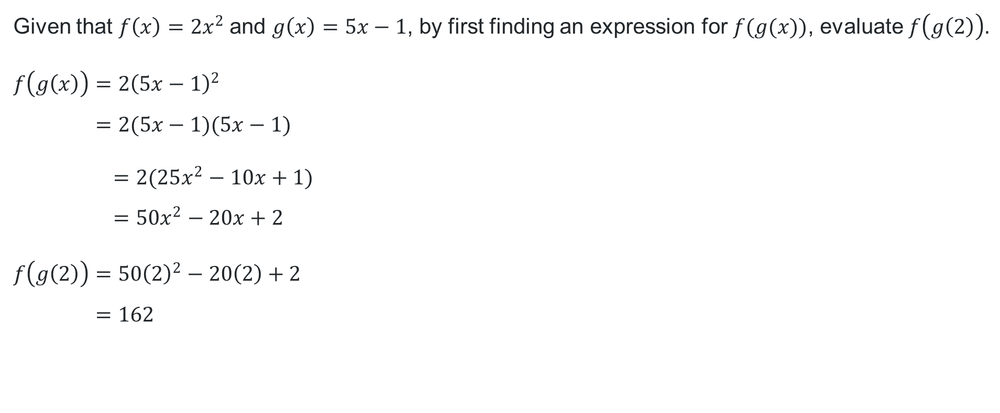 Given that f(x) = 2x² and g(x) = 5x − 1, by first finding an expression for f(g(x)), evaluate f(g(2)).
f(g(x)) = 2(5x − 1)²
= 2(5x − 1)(5x − 1)
= 2(25x² − 10x + 1)
= 50x² − 20x + 2
f(g(2)) = 50(2)² − 20(2) + 2
= 162